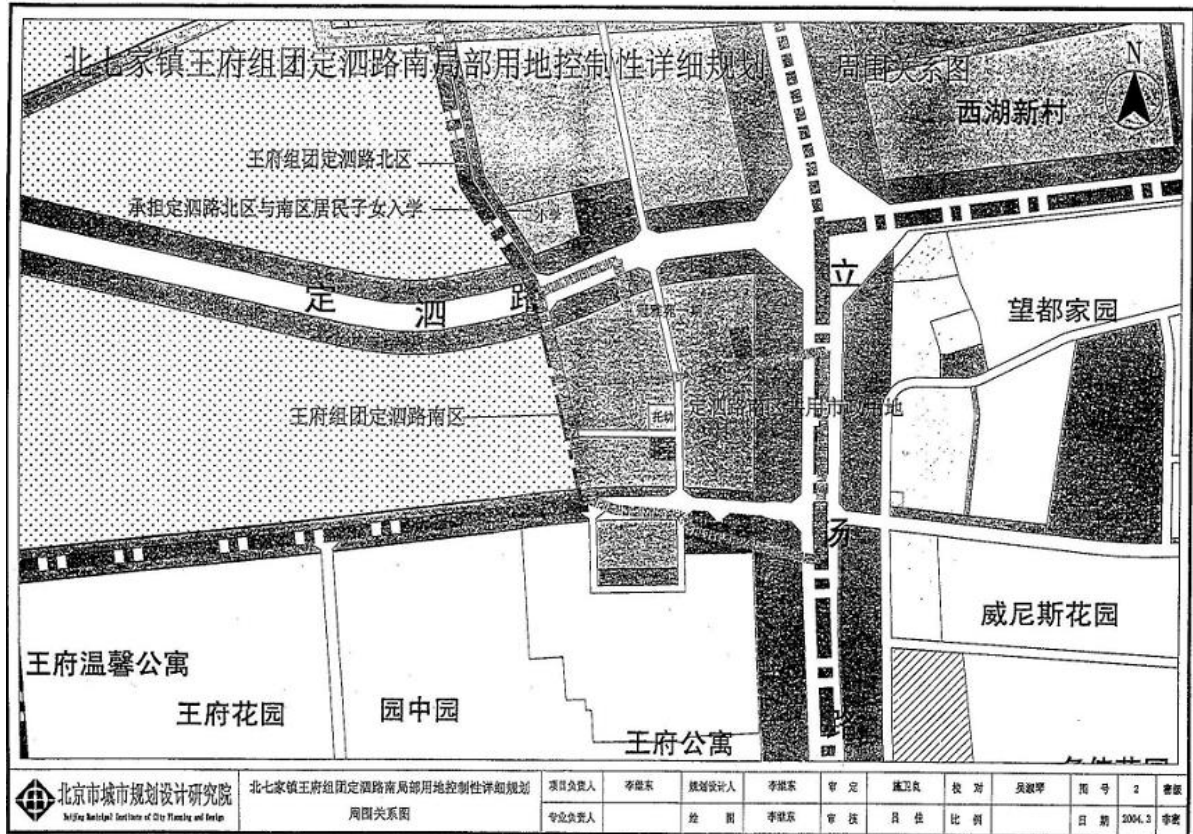 北七家镇王府组团定泗路南局部用地控制性详细规划 周围关系图
N
西湖新村
王府组团定泗路北区
承担定泗路北区与南区居民子女入学
小学
定泗路
立汤路
望都家园
王府组团定泗路南区
托幼
威尼斯花园
王府温馨公寓
王府花园
园中园
王府公寓
北京市城市规划设计研究院
Beijing Municipal Institute of City Planning and Design
北七家镇王府组团定泗路南局部用地控制性详细规划
周围关系图
项目负责人 李继东 规划设计人 李继东 审 定 校 对 吴淑琴 图 号 2 密级
专业负责人 绘 图 李继东 审 核 吕佳 比 例 日 期 2004.3